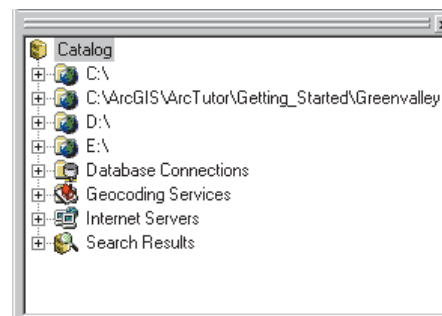 Catalog
C:\
C:\ArcGIS\ArcTutor\Getting_Started\Greenvalley
D:\
E:\
Database Connections
Geocoding Services
Internet Servers
Search Results